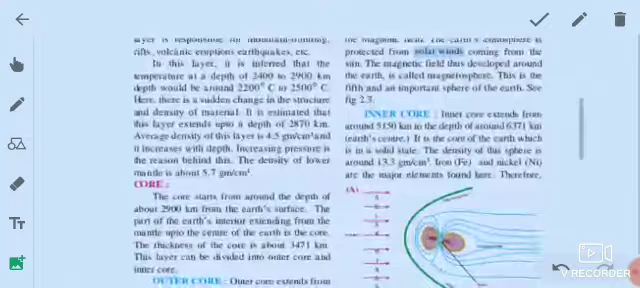 layer is responsible for mountain-forming,
rifts, volcanic eruptions earthquakes, etc.
In this layer, it is inferred that the
temperature at a depth of 2400 to 2900 km
depth would be around 2200° C to 2500° C.
Here, there is a sudden change in the structure
and density of material. It is estimated that
this layer extends upto a depth of 2870 km.
Average density of this layer is 4.5 gm/cm³and
it increases with depth. Increasing pressure is
the reason behind this. The density of lower
mantle is about 5.7 gm/cm³.
CORE :
The core starts from around the depth of
about 2900 km from the earth's surface. The
part of the earth's interior extending from the
mantle upto the centre of the earth is the core.
The thickness of the core is about 3471 km.
This layer can be divided into outer core and
inner core.
OUTER CORE : Outer core extends from
the magnetic field. The earth's atmosphere is
protected from solar winds coming from the
sun. The magnetic field thus developed around
the earth, is called magnetosphere. This is the
fifth and an important sphere of the earth. See
fig 2.3.
INNER CORE : Inner core extends from
around 5150 km to the depth of around 6371 km
(earth's centre.) It is the core of the earth which
is in a solid state. The density of this sphere is
around 13.3 gm/cm³. Iron (Fe) and nickel (Ni)
are the major elements found here. Therefore,
(A)
Tт
V RECORDER